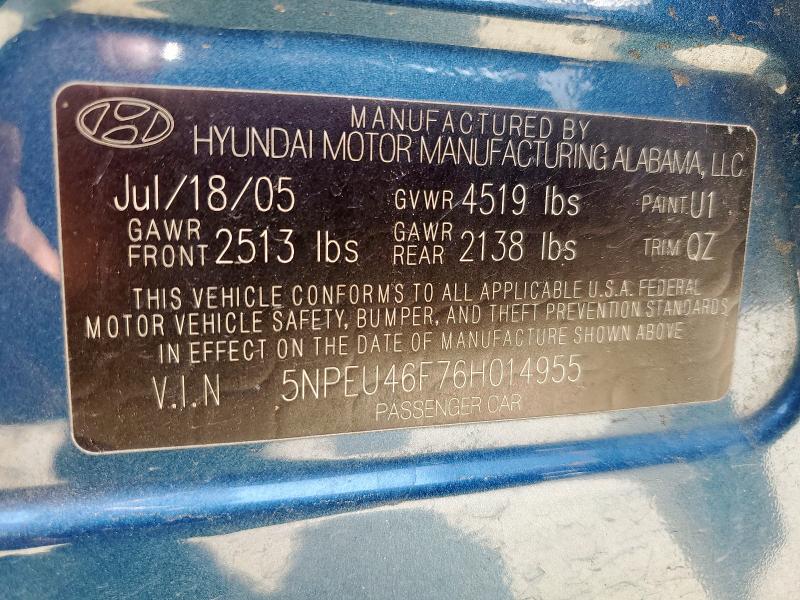 MANUFACTURED BY
HYUNDAI MOTOR MANUFACTURING ALABAMA, LLC
Jul/18/05 GVWR 4519 lbs PAINT U1
GAWR FRONT 2513 lbs GAWR REAR 2138 lbs TRIM QZ
THIS VEHICLE CONFORMS TO ALL APPLICABLE U.S.A. FEDERAL
MOTOR VEHICLE SAFETY, BUMPER, AND THEFT PREVENTION STANDARDS
IN EFFECT ON THE DATE OF MANUFACTURE SHOWN ABOVE
V.I.N 5NPEU46F76H014955
PASSENGER CAR